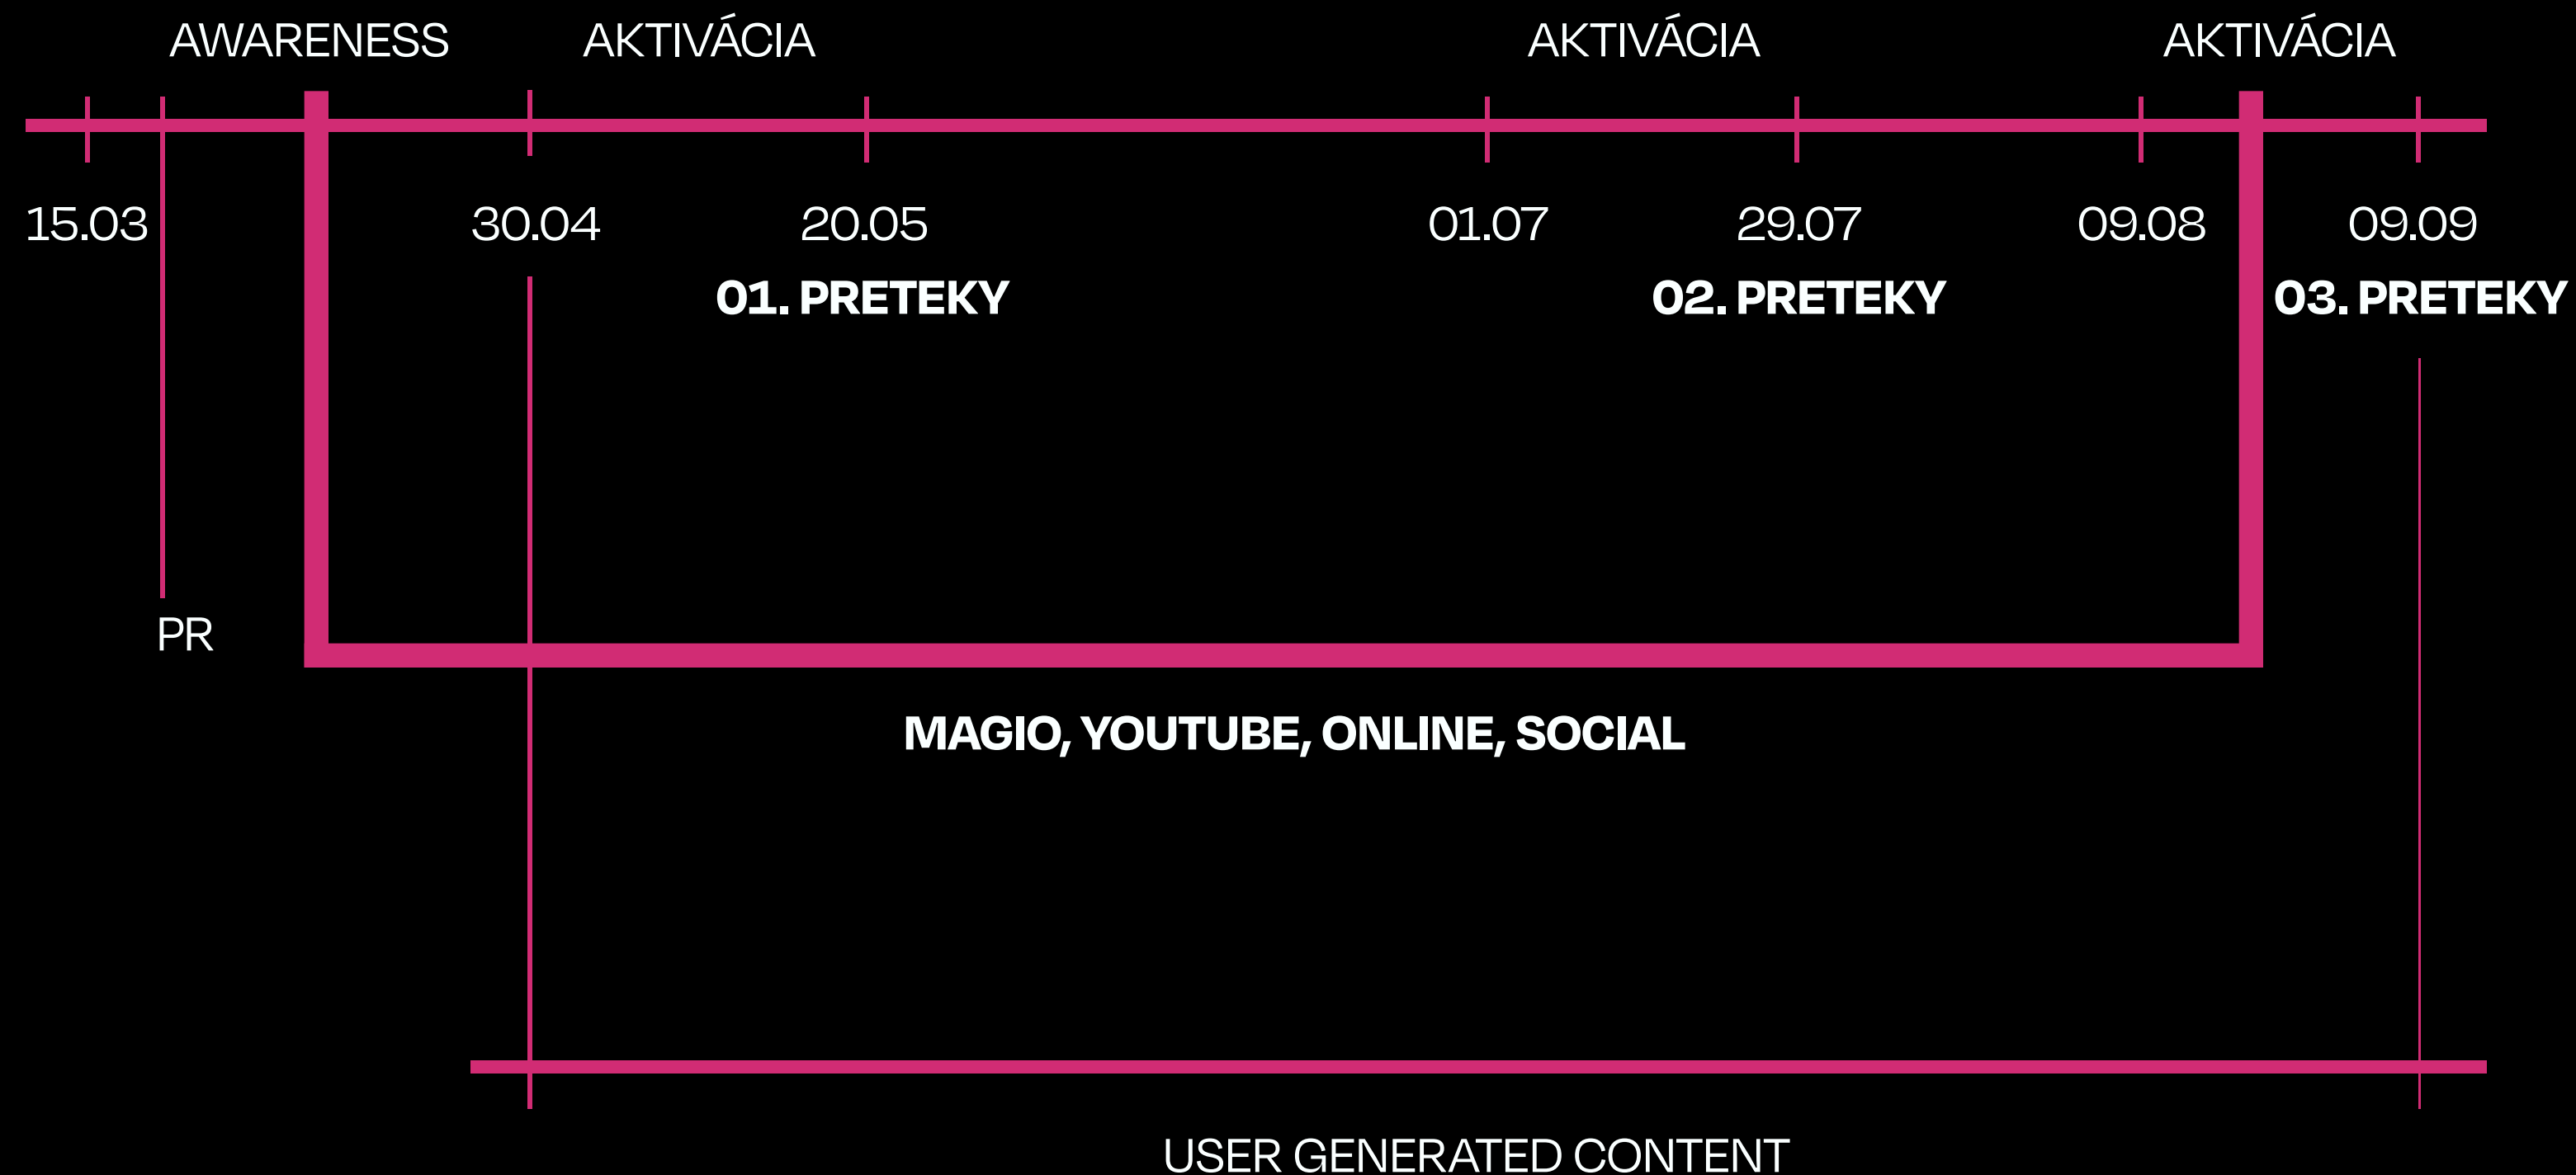 AWARENESS AKTIVÁCIA AKTIVÁCIA AKTIVÁCIA
15.03 30.04 20.05 01.07 29.07 09.08 09.09
01. PRETEKY 02. PRETEKY 03. PRETEKY
PR
MAGIO, YOUTUBE, ONLINE, SOCIAL
USER GENERATED CONTENT